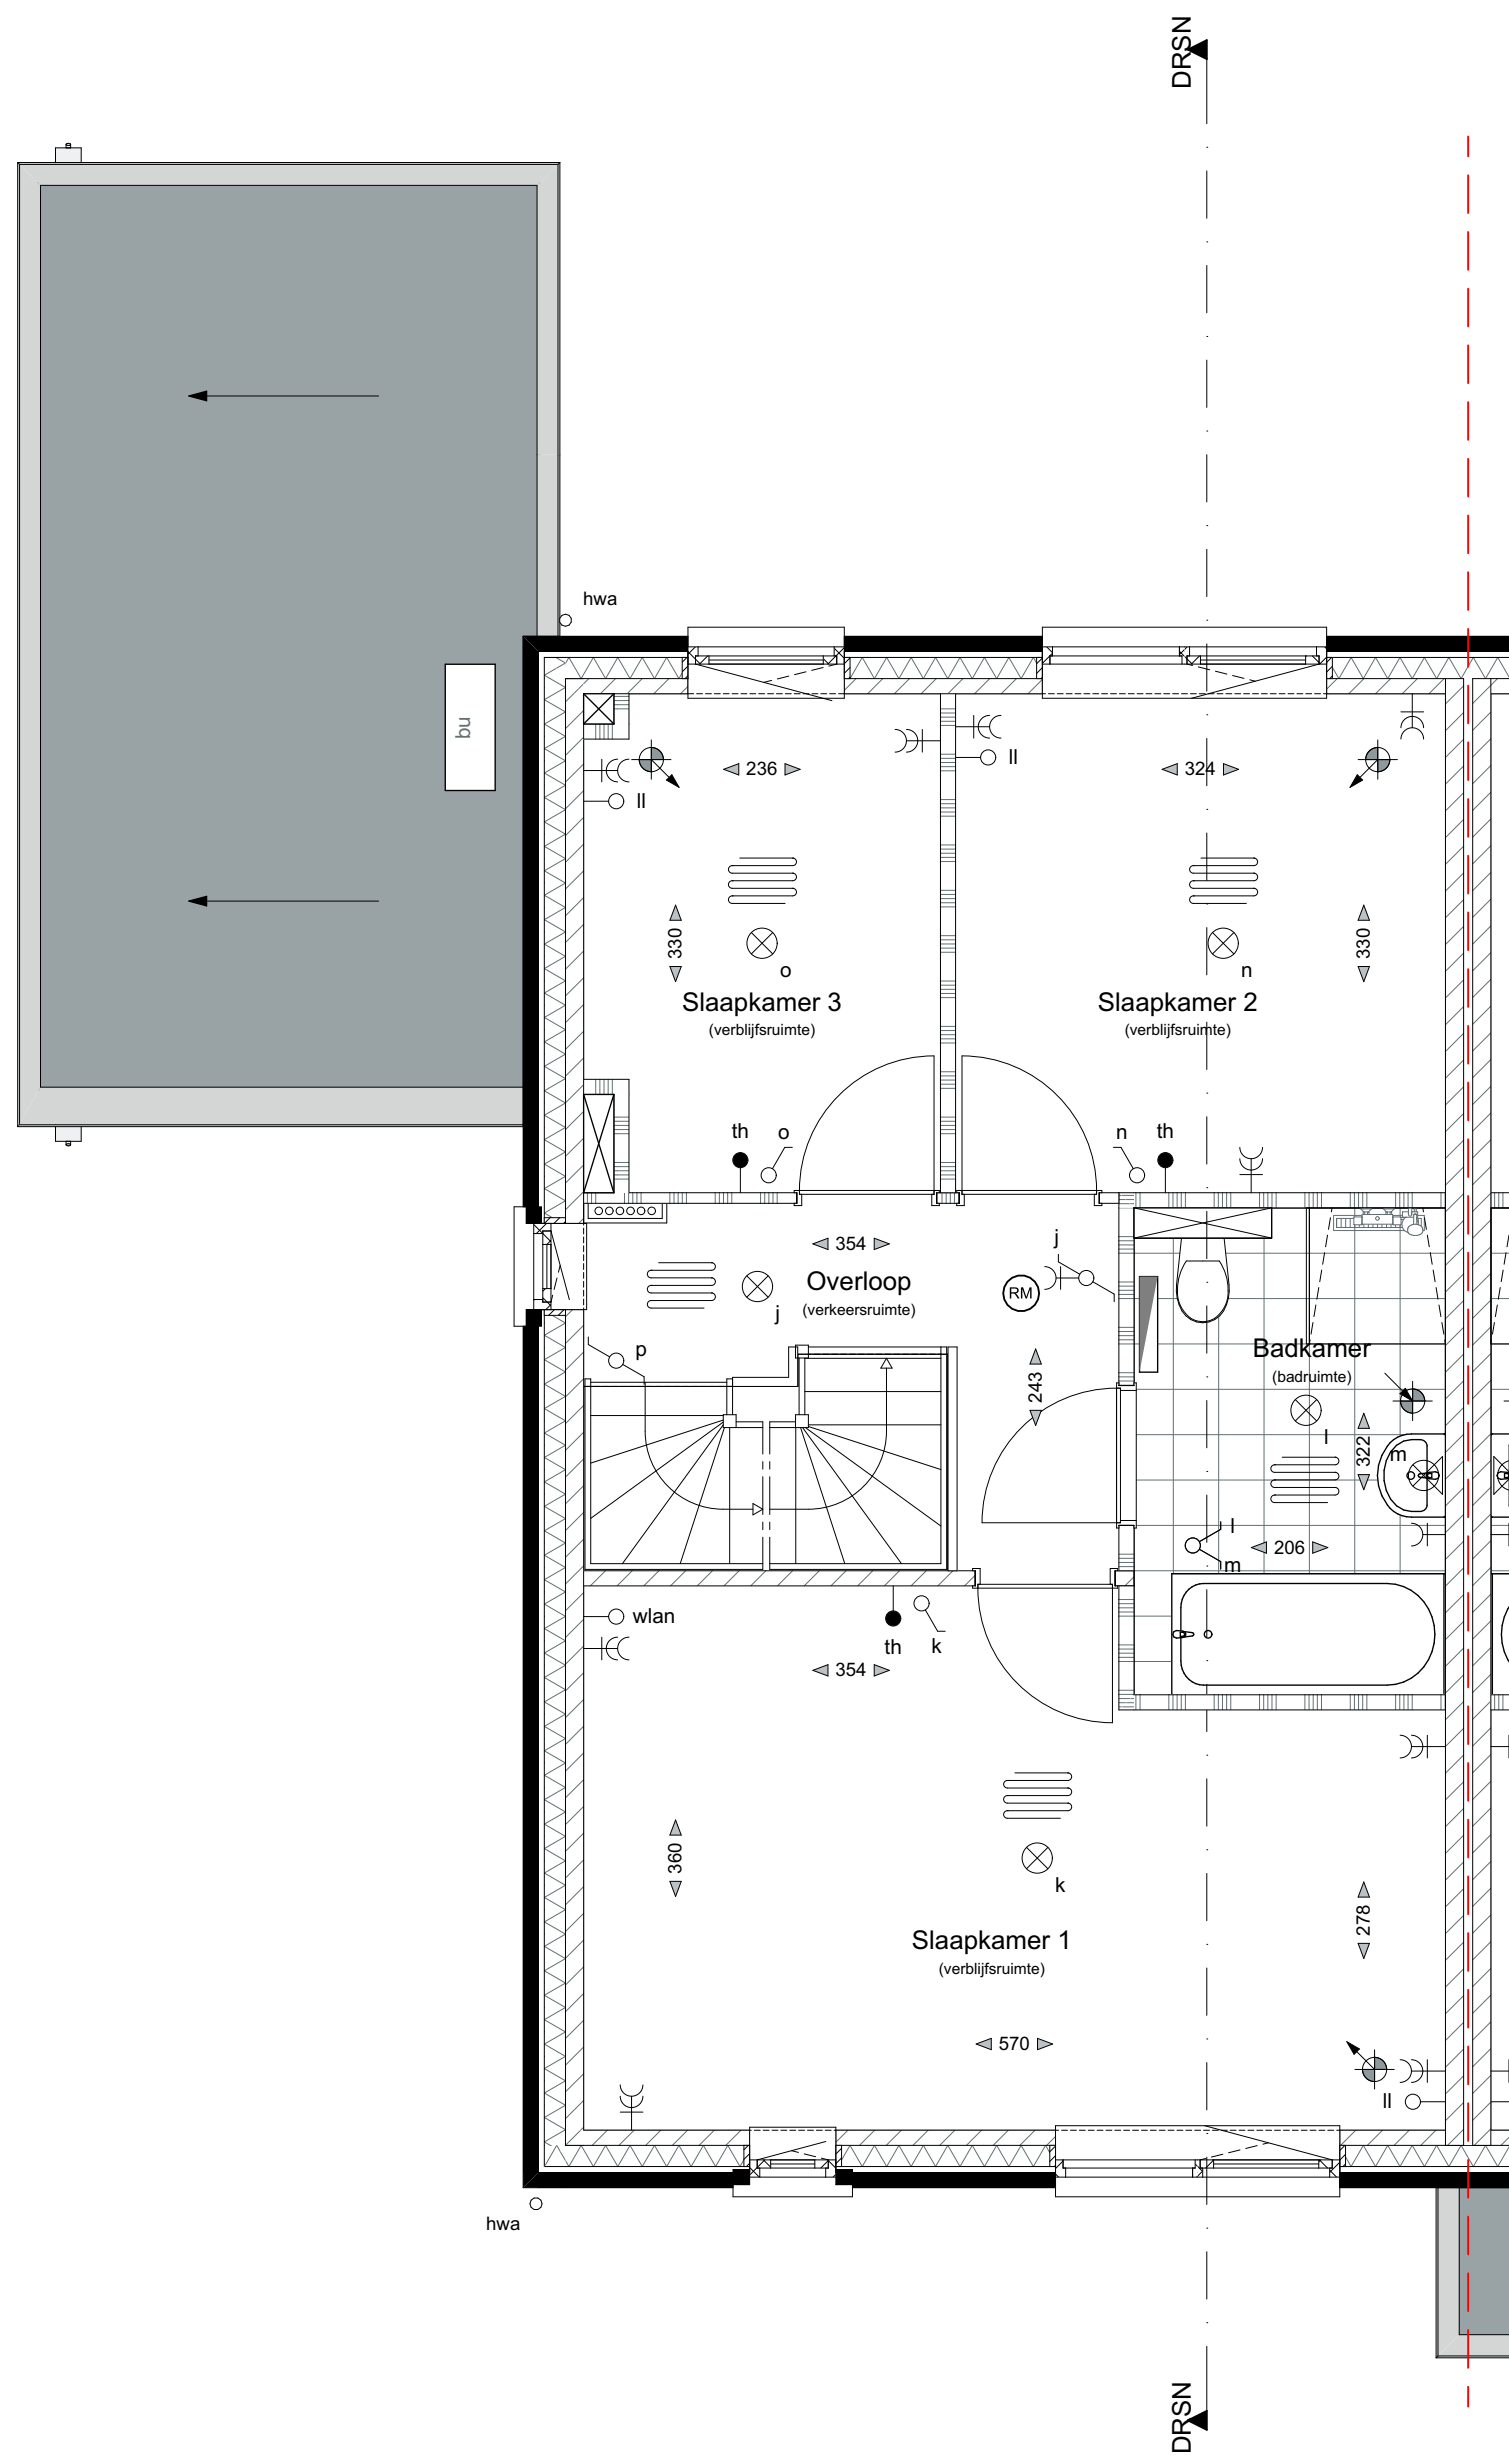 DRSN
hwa
bu
ll
236
ll
324
330
o
Slaapkamer 3
(verblijfsruimte)
n
330
Slaapkamer 2
(verblijfsruimte)
th
o
n
th
354
j
Overloop
(verkeersruimte)
j
RM
p
243
Badkamer
(badruimte)
l
322
m
l
206
m
wlan
th
k
354
k
360
278
Slaapkamer 1
(verblijfsruimte)
570
ll
hwa
DRSN